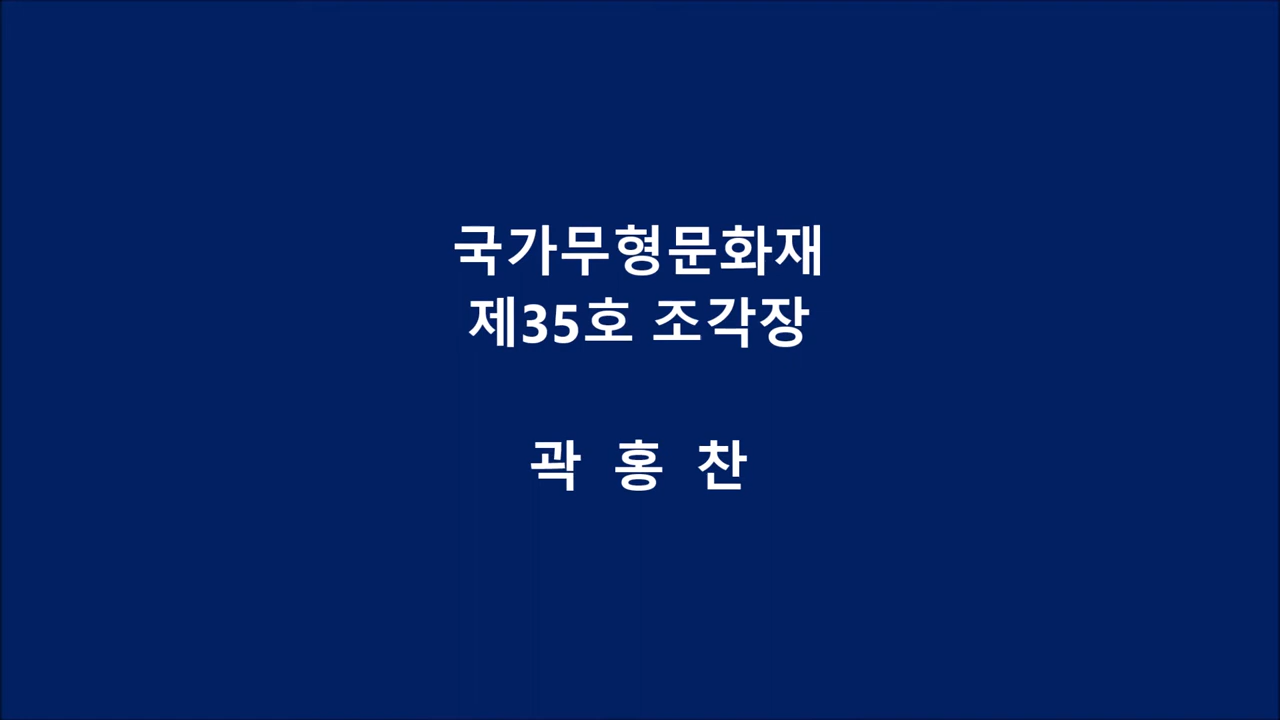 국가무형문화재
제35호 조각장
곽 홍 찬